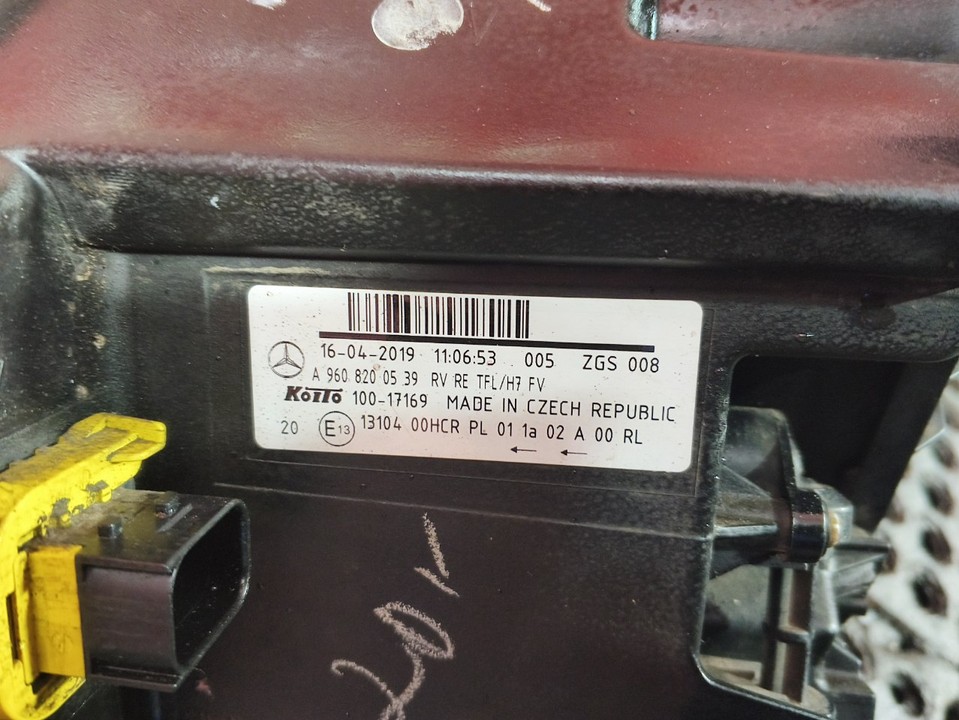 16-04-2019 11:06:53 005 ZGS 008
A 960 820 05 39 RV RE TFL/H7 FV
KOITO 100-17169 MADE IN CZECH REPUBLIC
20 E13 13104 00HCR PL 01 1a 02 A 00 RL